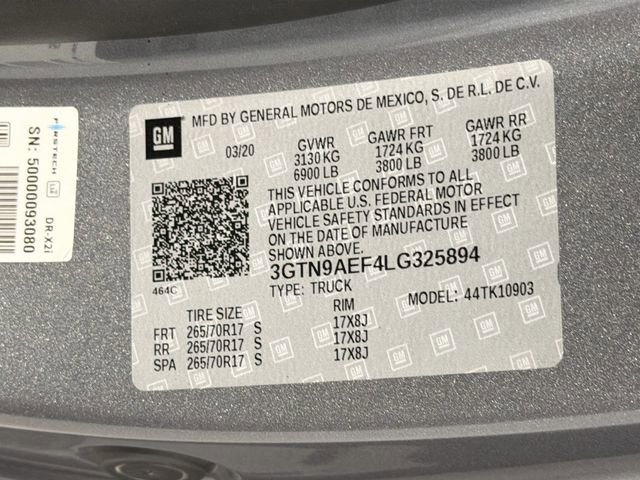 MFD BY GENERAL MOTORS DE MEXICO, S. DE R.L. DE C.V.
GM
03/20 GVWR GAWR FRT GAWR RR
3130 KG 1724 KG 1724 KG
6900 LB 3800 LB 3800 LB
THIS VEHICLE CONFORMS TO ALL
APPLICABLE U.S. FEDERAL MOTOR
VEHICLE SAFETY STANDARDS IN EFFECT
ON THE DATE OF MANUFACTURE
SHOWN ABOVE.
3GTN9AEF4LG325894
464C
TYPE: TRUCK MODEL: 44TK10903
TIRE SIZE RIM
FRT 265/70R17 S 17X8J
RR 265/70R17 S 17X8J
SPA 265/70R17 S 17X8J
FIRSTECH
DR-X2i
SN: 50000093080